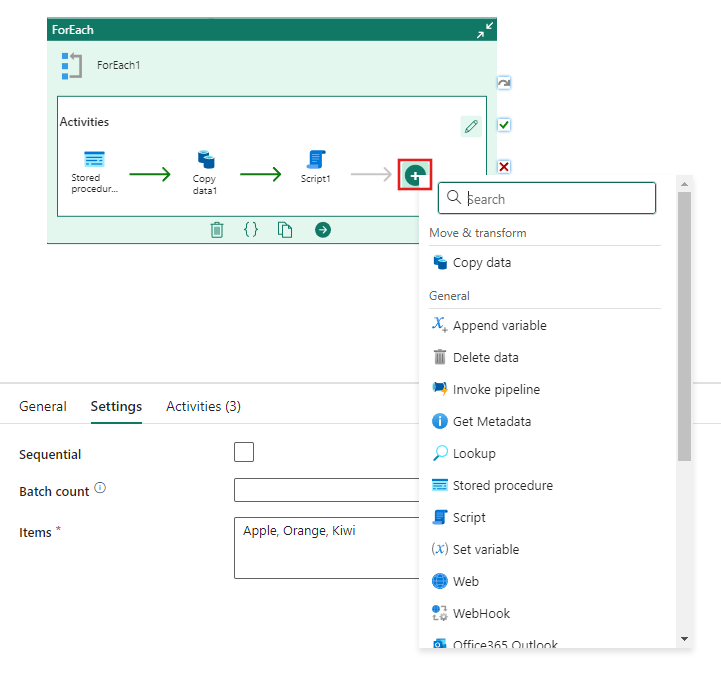 ForEach
ForEach1
Activities
Stored
procedur...
Copy
data1
Script1
Search
Move & transform
Copy data
General
Append variable
Delete data
Invoke pipeline
Get Metadata
Lookup
Stored procedure
Script
Set variable
Web
WebHook
Office365 Outlook
General Settings Activities (3)
Sequential
Batch count
Items *
Apple, Orange, Kiwi